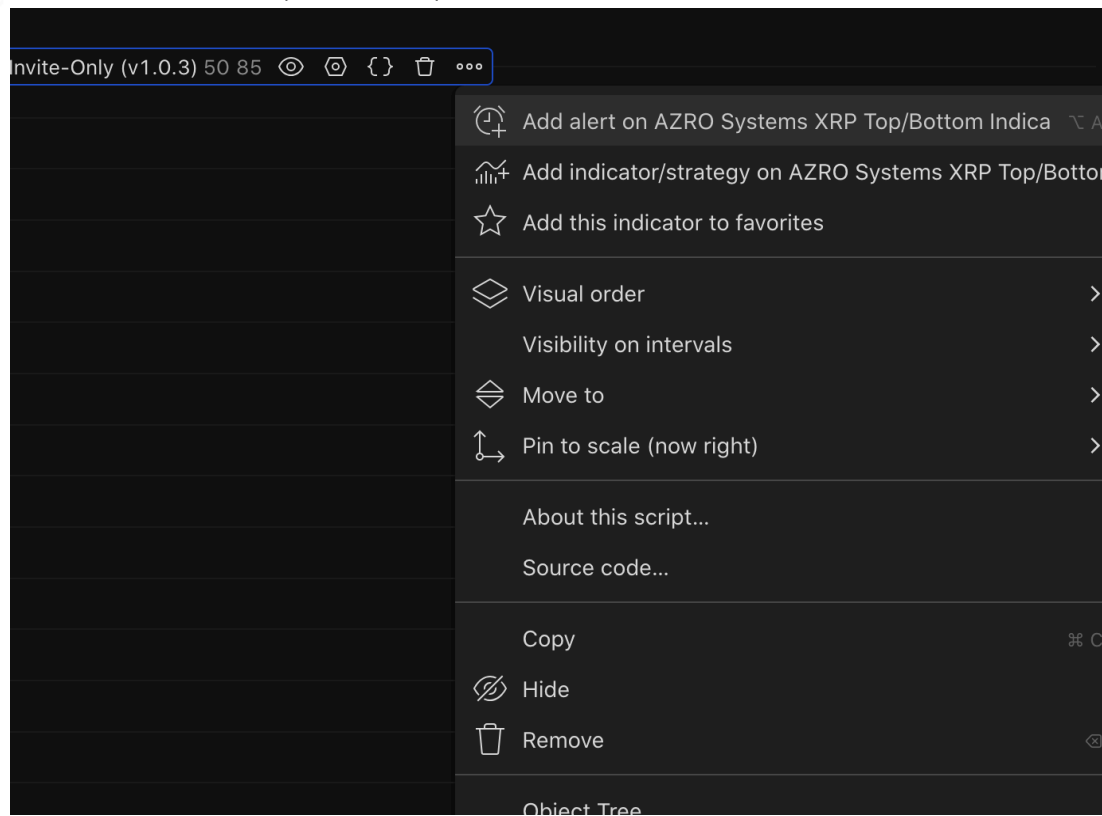 Invite-Only (v1.0.3) 50 85
Add alert on AZRO Systems XRP Top/Bottom Indica ⌥ A
Add indicator/strategy on AZRO Systems XRP Top/Bottor
Add this indicator to favorites
Visual order
Visibility on intervals
Move to
Pin to scale (now right)
About this script...
Source code...
Copy ⌘ C
Hide
Remove
Object Tree